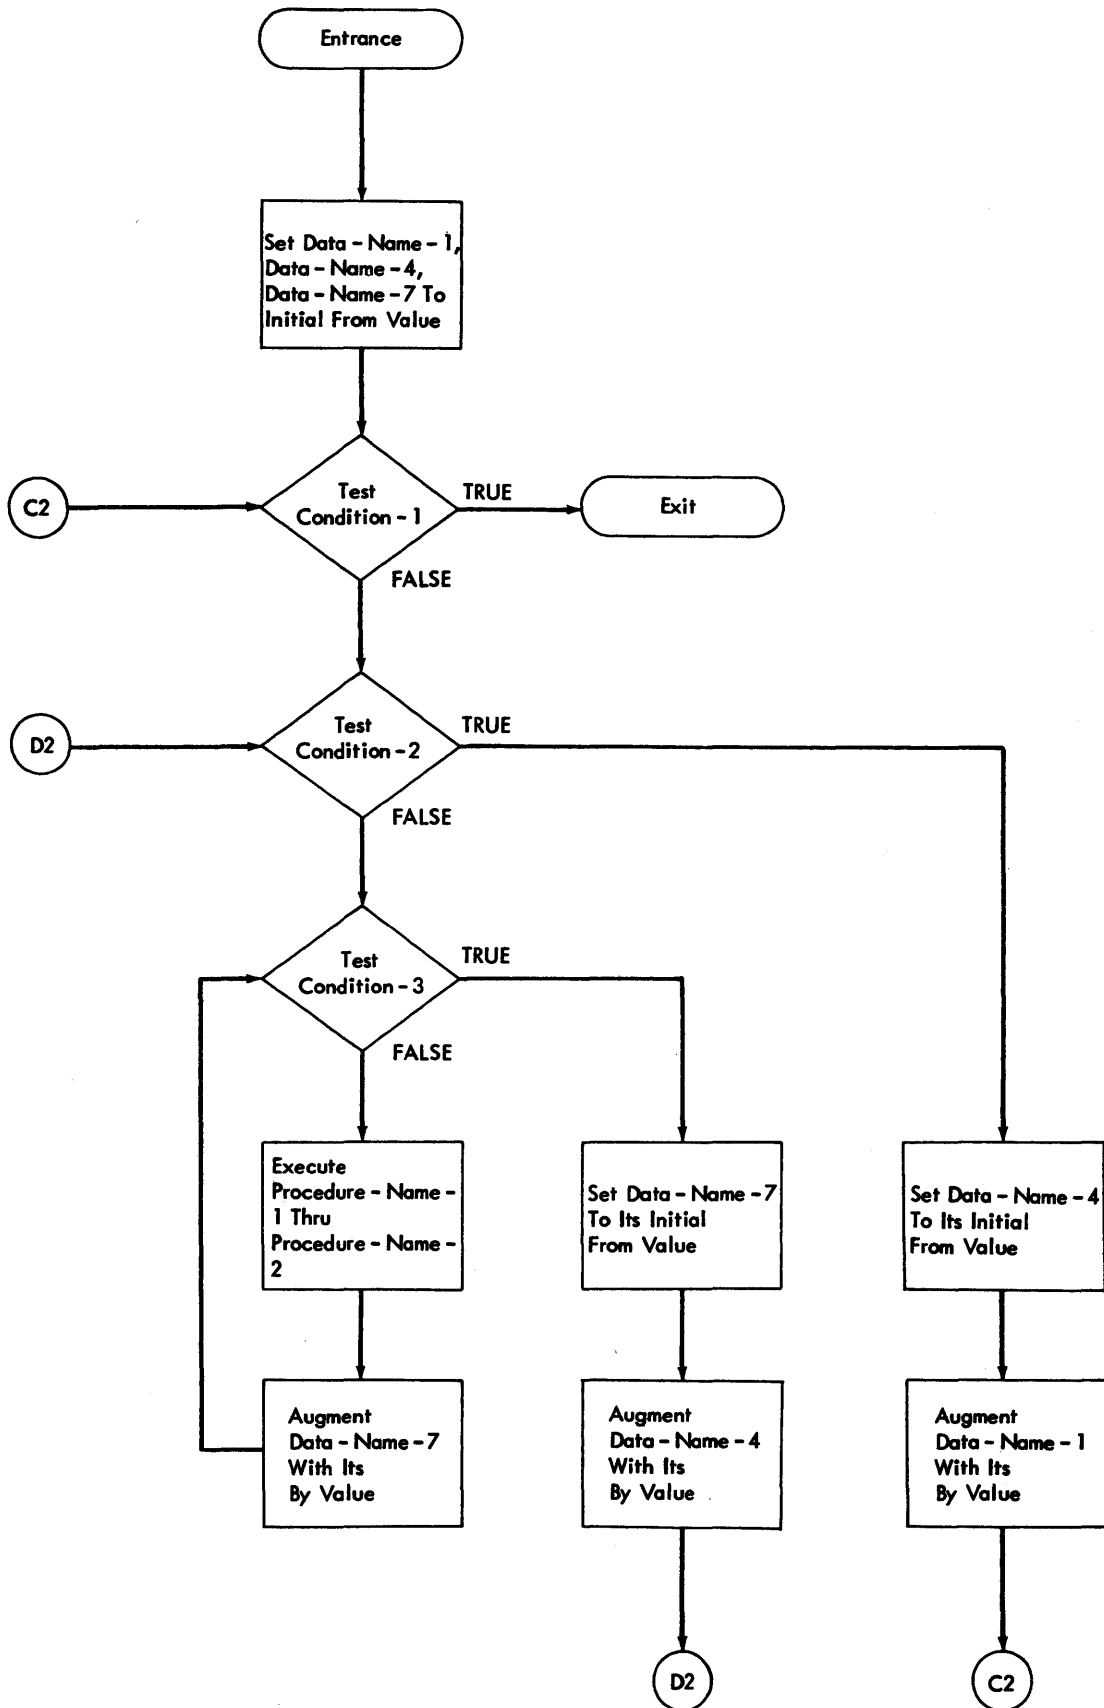 Entrance
Set Data-Name-1,
Data-Name-4,
Data-Name-7 To
Initial From Value
C2
Test
Condition-1
TRUE
Exit
FALSE
D2
Test
Condition-2
TRUE
FALSE
Test
Condition-3
TRUE
FALSE
Execute
Procedure-Name-
1 Thru
Procedure-Name-
2
Set Data-Name-7
To Its Initial
From Value
Set Data-Name-4
To Its Initial
From Value
Augment
Data-Name-7
With Its
By Value
Augment
Data-Name-4
With Its
By Value
Augment
Data-Name-1
With Its
By Value
D2
C2